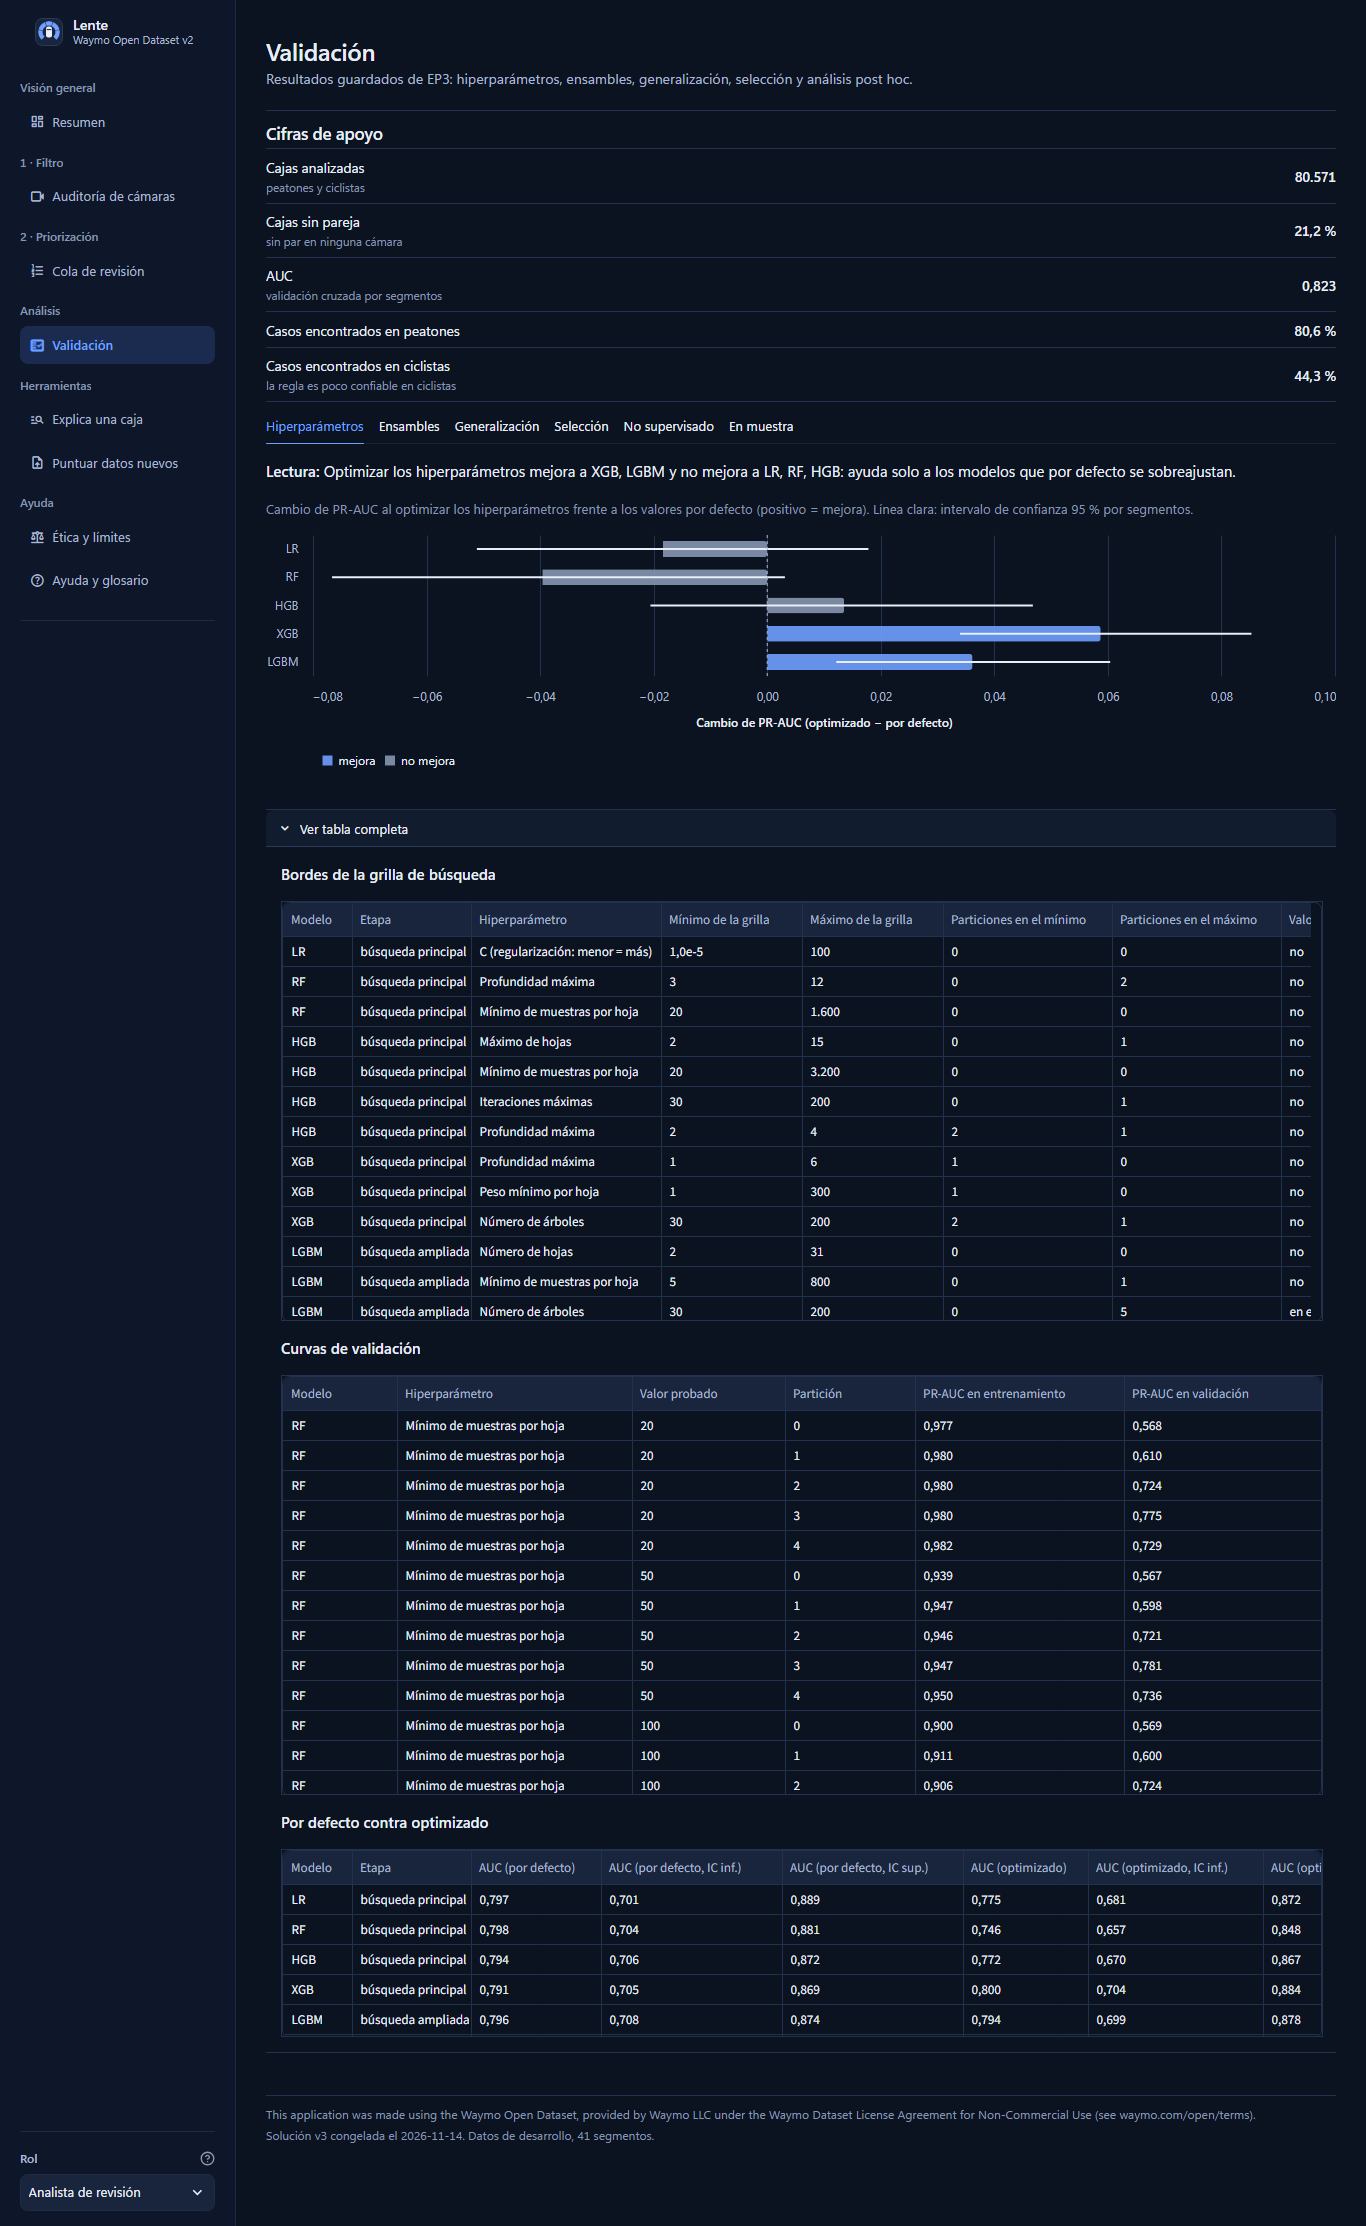 Lente
Waymo Open Dataset v2
Visión general
Resumen
1 · Filtro
Auditoría de cámaras
2 · Priorización
Cola de revisión
Análisis
Validación
Herramientas
Explica una caja
Puntuar datos nuevos
Ayuda
Ética y límites
Ayuda y glosario
Rol
Analista de revisión
Validación
Resultados guardados de EP3: hiperparámetros, ensambles, generalización, selección y análisis post hoc.
Cifras de apoyo
Cajas analizadas
peatones y ciclistas
80.571
Cajas sin pareja
sin par en ninguna cámara
21,2 %
AUC
validación cruzada por segmentos
0,823
Casos encontrados en peatones
80,6 %
Casos encontrados en ciclistas
la regla es poco confiable en ciclistas
44,3 %
Hiperparámetros Ensambles Generalización Selección No supervisado En muestra
Lectura: Optimizar los hiperparámetros mejora a XGB, LGBM y no mejora a LR, RF, HGB: ayuda solo a los modelos que por defecto se sobreajustan.
Cambio de PR-AUC al optimizar los hiperparámetros frente a los valores por defecto (positivo = mejora). Línea clara: intervalo de confianza 95 % por segmentos.
LR
RF
HGB
XGB
LGBM
−0,08 −0,06 −0,04 −0,02 0,00 0,02 0,04 0,06 0,08 0,10
Cambio de PR-AUC (optimizado − por defecto)
mejora no mejora
Ver tabla completa
Bordes de la grilla de búsqueda
Modelo Etapa Hiperparámetro Mínimo de la grilla Máximo de la grilla Particiones en el mínimo Particiones en el máximo Valo
LR búsqueda principal C (regularización: menor = más) 1,0e-5 100 0 0 no
RF búsqueda principal Profundidad máxima 3 12 0 2 no
RF búsqueda principal Mínimo de muestras por hoja 20 1.600 0 0 no
HGB búsqueda principal Máximo de hojas 2 15 0 1 no
HGB búsqueda principal Mínimo de muestras por hoja 20 3.200 0 0 no
HGB búsqueda principal Iteraciones máximas 30 200 0 1 no
HGB búsqueda principal Profundidad máxima 2 4 2 1 no
XGB búsqueda principal Profundidad máxima 1 6 1 0 no
XGB búsqueda principal Peso mínimo por hoja 1 300 1 0 no
XGB búsqueda principal Número de árboles 30 200 2 1 no
LGBM búsqueda ampliada Número de hojas 2 31 0 0 no
LGBM búsqueda ampliada Mínimo de muestras por hoja 5 800 0 1 no
LGBM búsqueda ampliada Número de árboles 30 200 0 5 en e
Curvas de validación
Modelo Hiperparámetro Valor probado Partición PR-AUC en entrenamiento PR-AUC en validación
RF Mínimo de muestras por hoja 20 0 0,977 0,568
RF Mínimo de muestras por hoja 20 1 0,980 0,610
RF Mínimo de muestras por hoja 20 2 0,980 0,724
RF Mínimo de muestras por hoja 20 3 0,980 0,775
RF Mínimo de muestras por hoja 20 4 0,982 0,729
RF Mínimo de muestras por hoja 50 0 0,939 0,567
RF Mínimo de muestras por hoja 50 1 0,947 0,598
RF Mínimo de muestras por hoja 50 2 0,946 0,721
RF Mínimo de muestras por hoja 50 3 0,947 0,781
RF Mínimo de muestras por hoja 50 4 0,950 0,736
RF Mínimo de muestras por hoja 100 0 0,900 0,569
RF Mínimo de muestras por hoja 100 1 0,911 0,600
RF Mínimo de muestras por hoja 100 2 0,906 0,724
Por defecto contra optimizado
Modelo Etapa AUC (por defecto) AUC (por defecto, IC inf.) AUC (por defecto, IC sup.) AUC (optimizado) AUC (optimizado, IC inf.) AUC (opti
LR búsqueda principal 0,797 0,701 0,889 0,775 0,681 0,872
RF búsqueda principal 0,798 0,704 0,881 0,746 0,657 0,848
HGB búsqueda principal 0,794 0,706 0,872 0,772 0,670 0,867
XGB búsqueda principal 0,791 0,705 0,869 0,800 0,704 0,884
LGBM búsqueda ampliada 0,796 0,708 0,874 0,794 0,699 0,878
This application was made using the Waymo Open Dataset, provided by Waymo LLC under the Waymo Dataset License Agreement for Non-Commercial Use (see waymo.com/open/terms).
Solución v3 congelada el 2026-11-14. Datos de desarrollo, 41 segmentos.